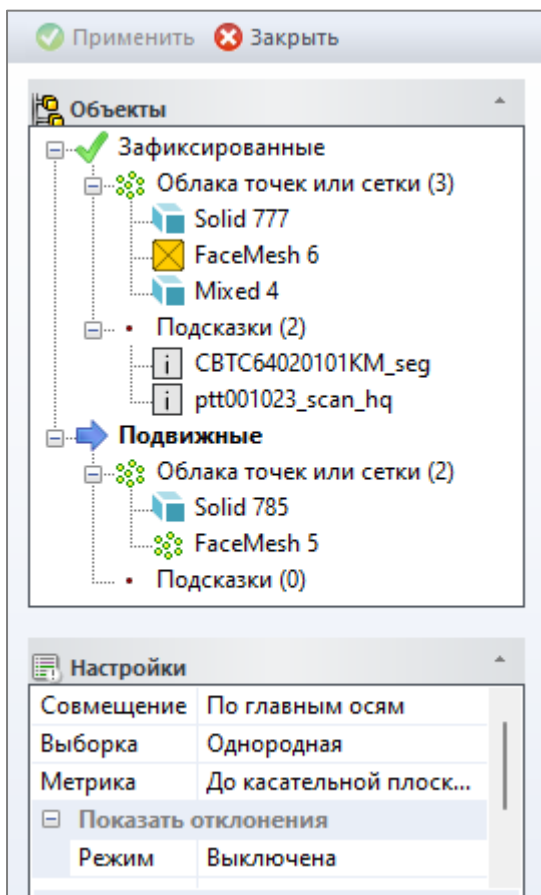 Применить Закрыть
Объекты
Зафиксированные
Облака точек или сетки (3)
Solid 777
FaceMesh 6
Mixed 4
Подсказки (2)
CBTC64020101KM_seg
ptt001023_scan_hq
Подвижные
Облака точек или сетки (2)
Solid 785
FaceMesh 5
Подсказки (0)
Настройки
Совмещение По главным осям
Выборка Однородная
Метрика До касательной плоск...
Показать отклонения
Режим Выключена